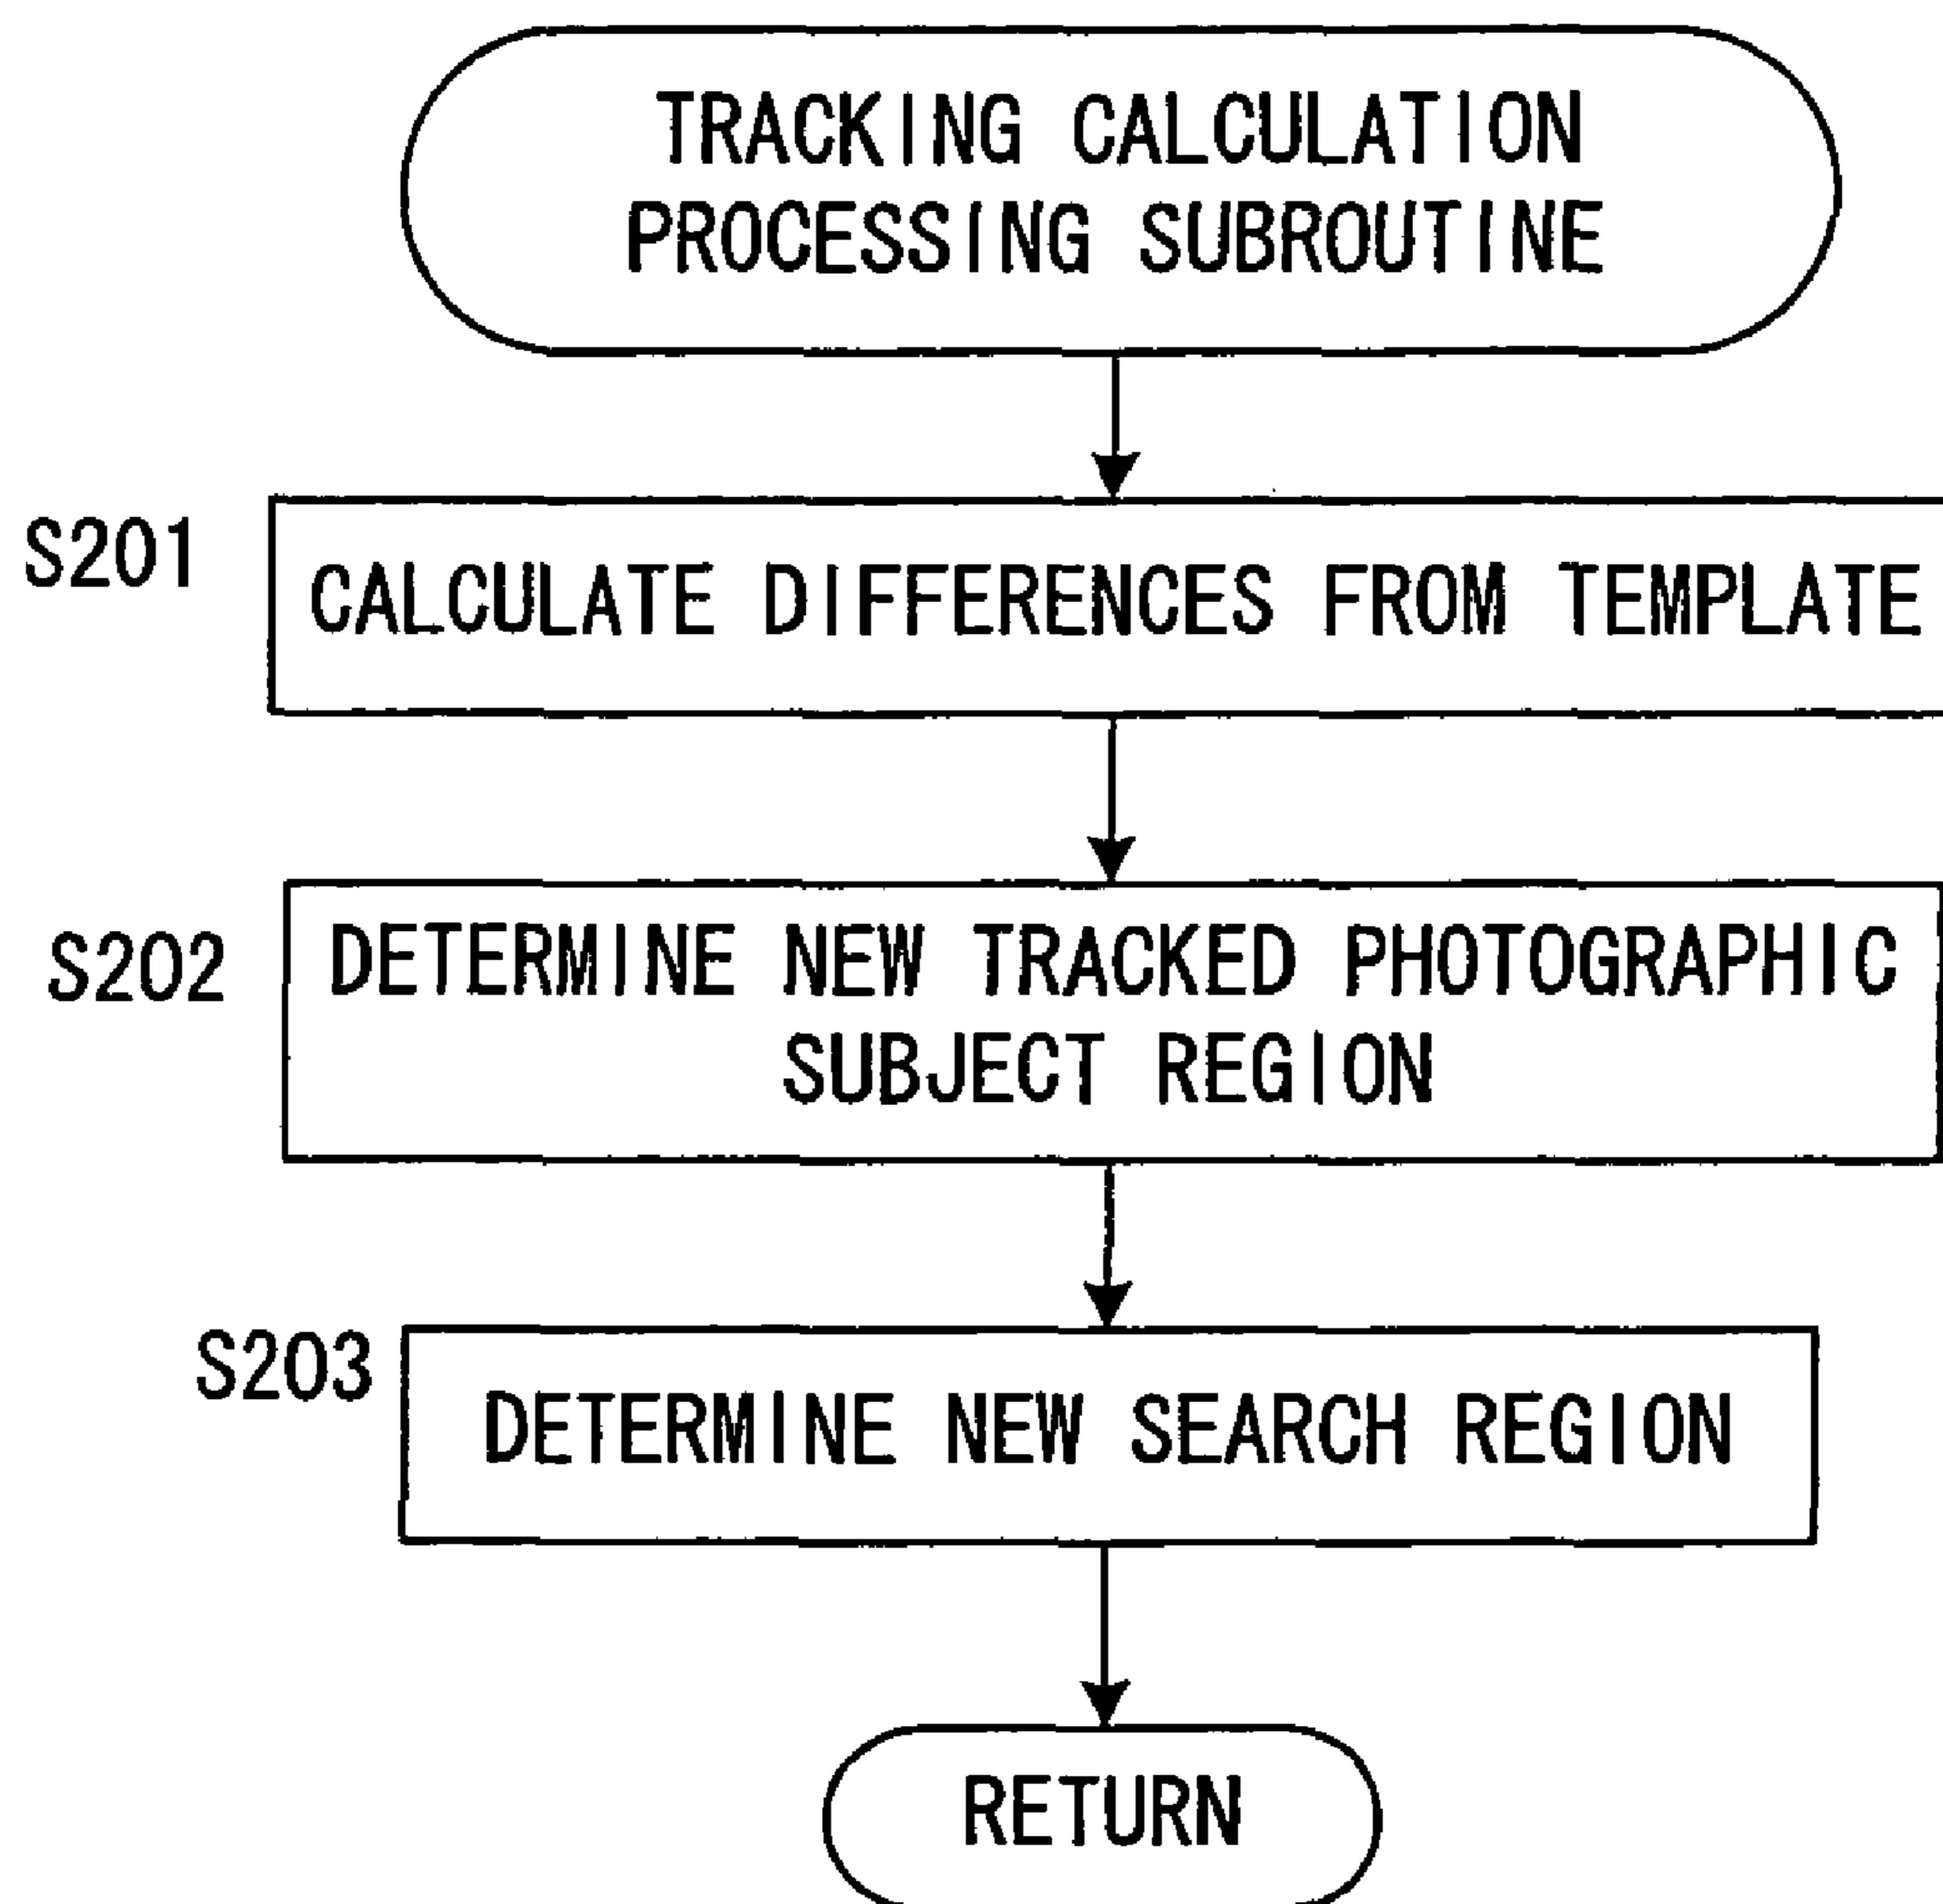 TRACKING CALCULATION
PROCESSING SUBROUTINE
S201
CALCULATE DIFFERENCES FROM TEMPLATE
S202
DETERMINE NEW TRACKED PHOTOGRAPHIC
SUBJECT REGION
S203
DETERMINE NEW SEARCH REGION
RETURN